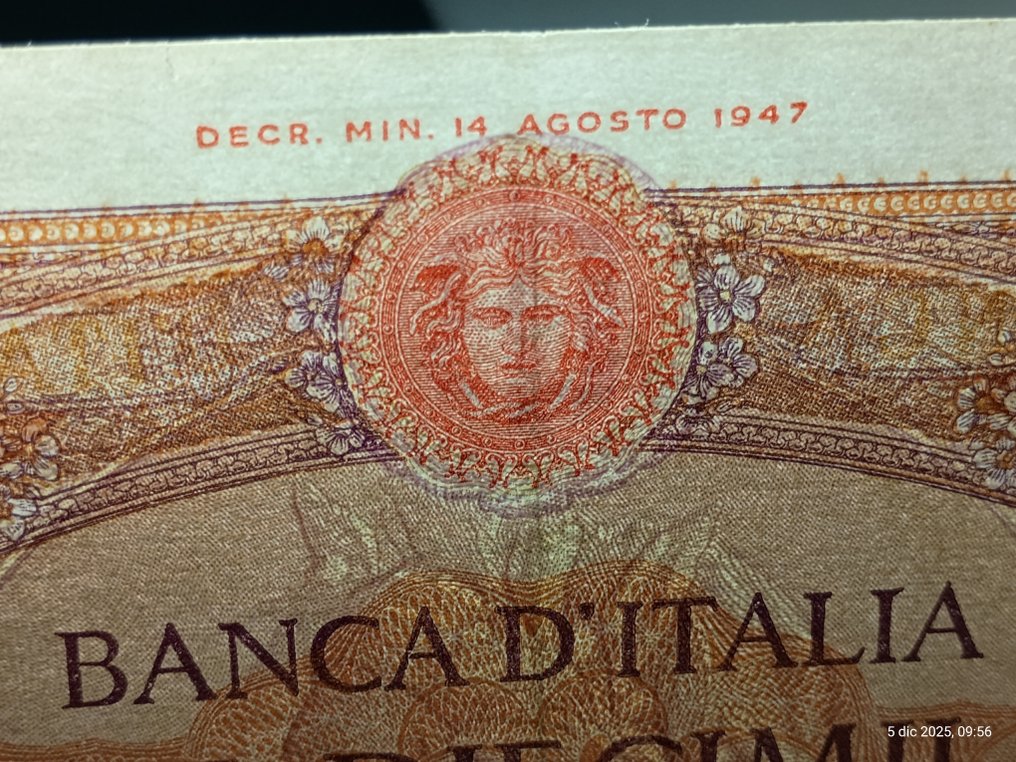 DECR. MIN. 14 AGOSTO 1947
BANCA D'ITALIA
5 dic 2025, 09:56